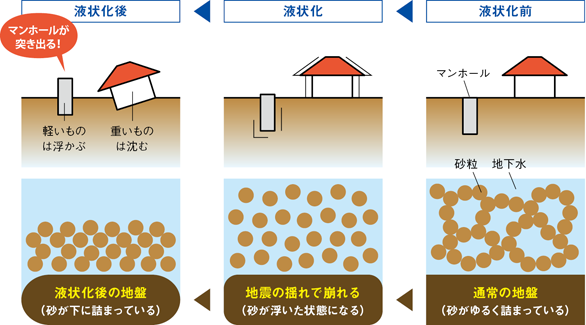 液状化後
液状化
液状化前
マンホールが
突き出る!
マンホール
軽いもの
は浮かぶ
重いもの
は沈む
砂粒
地下水
液状化後の地盤
(砂が下に詰まっている)
地震の揺れで崩れる
(砂が浮いた状態になる)
通常の地盤
(砂がゆるく詰まっている)